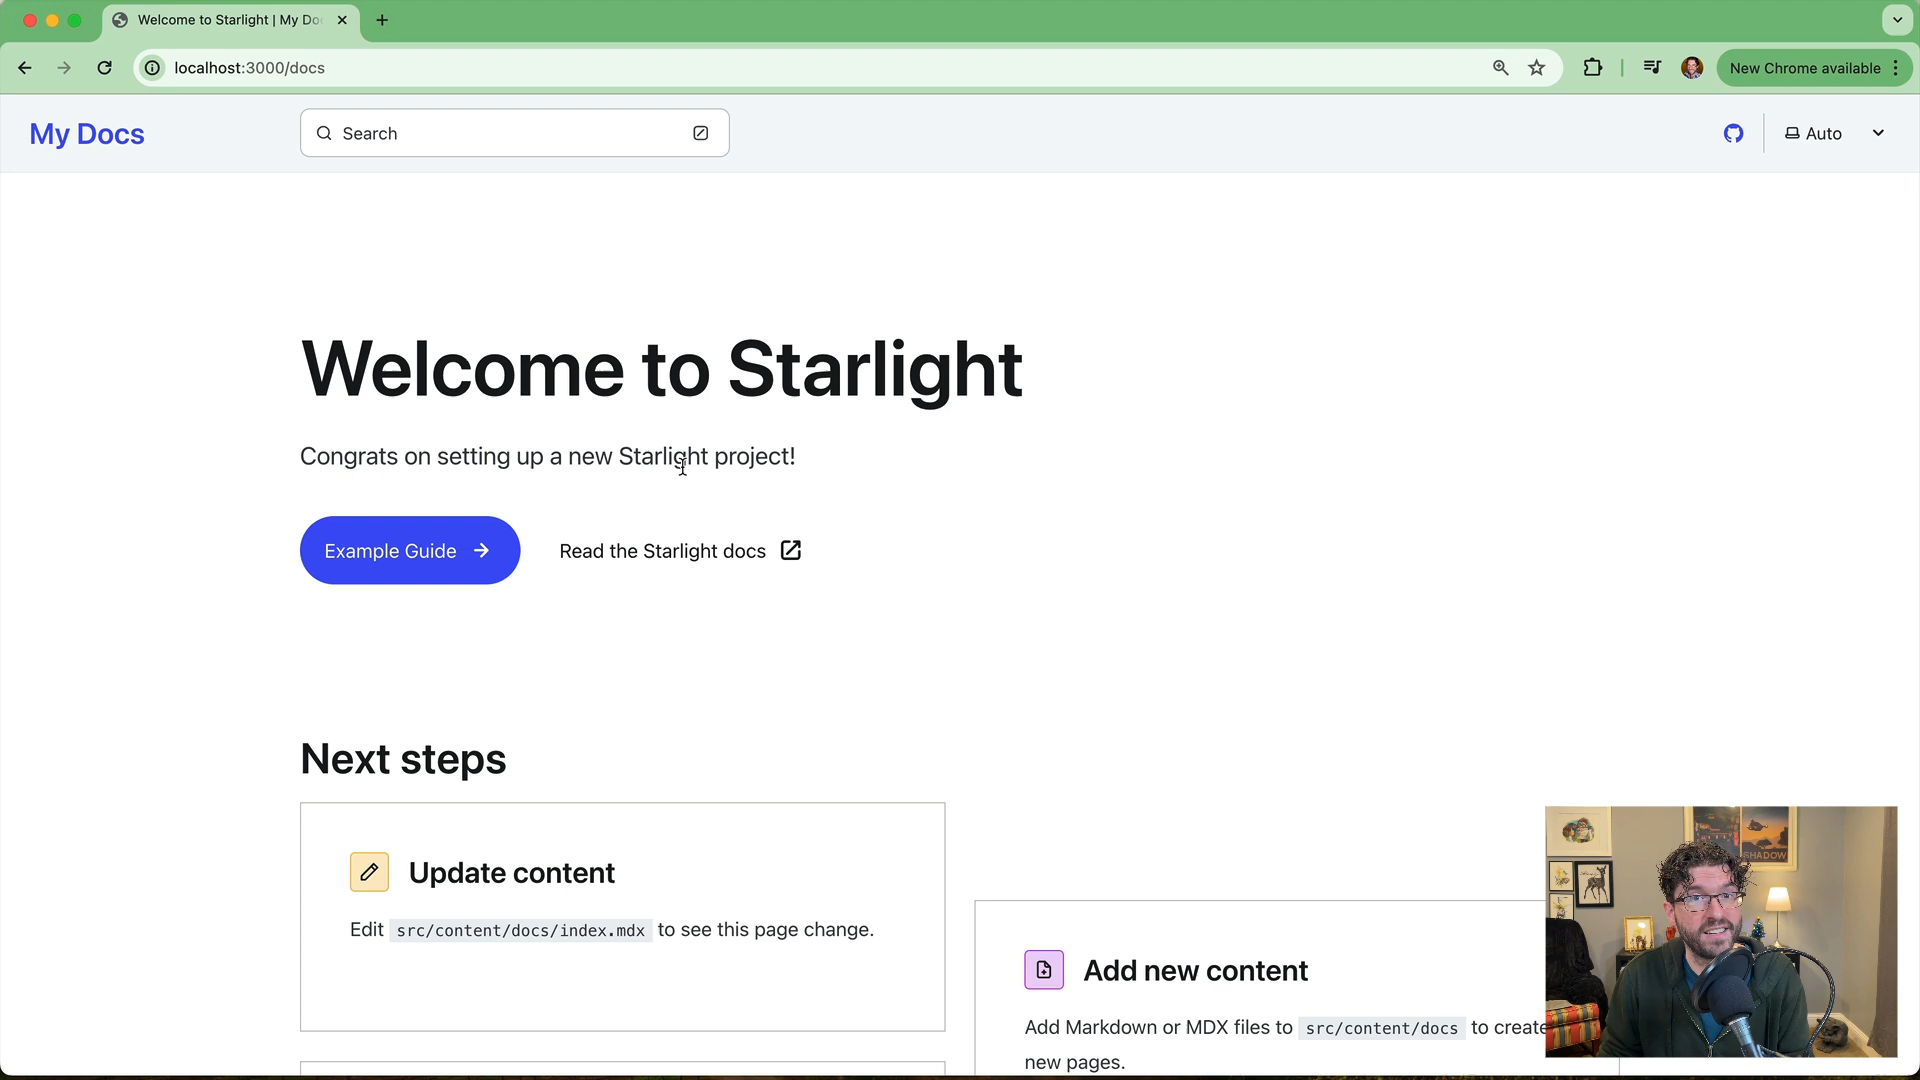 Welcome to Starlight | My Do
localhost:3000/docs
New Chrome available
My Docs
Search
Auto
Welcome to Starlight
Congrats on setting up a new Starlight project!
Example Guide
Read the Starlight docs
Next steps
Update content
Edit src/content/docs/index.mdx to see this page change.
Add new content
Add Markdown or MDX files to src/content/docs to create
new pages.
SHADOW